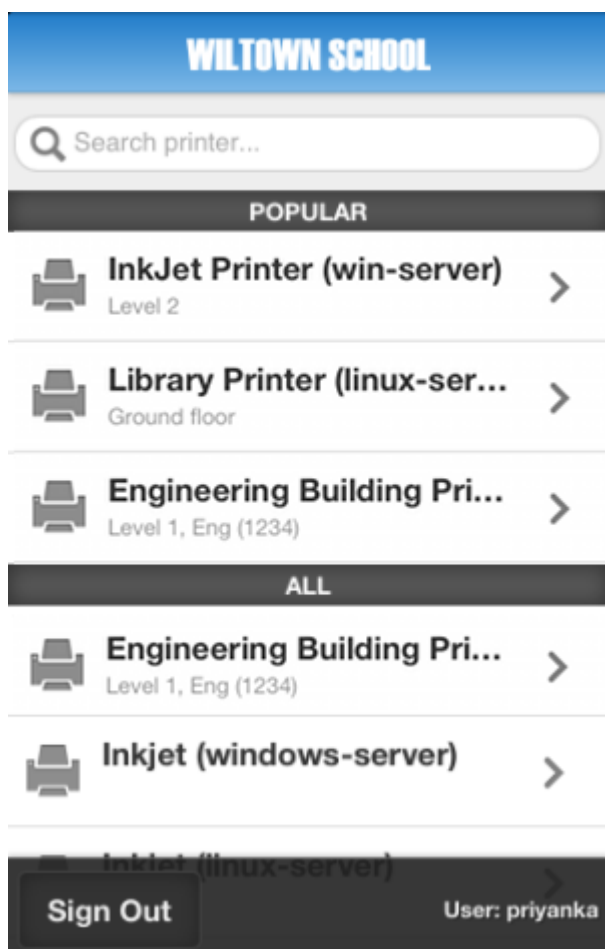 WILTOWN SCHOOL
Search printer...
POPULAR
InkJet Printer (win-server)
Level 2
Library Printer (linux-ser...
Ground floor
Engineering Building Pri...
Level 1, Eng (1234)
ALL
Engineering Building Pri...
Level 1, Eng (1234)
Inkjet (windows-server)
Inkjet (linux-server)
Sign Out
User: priyanka